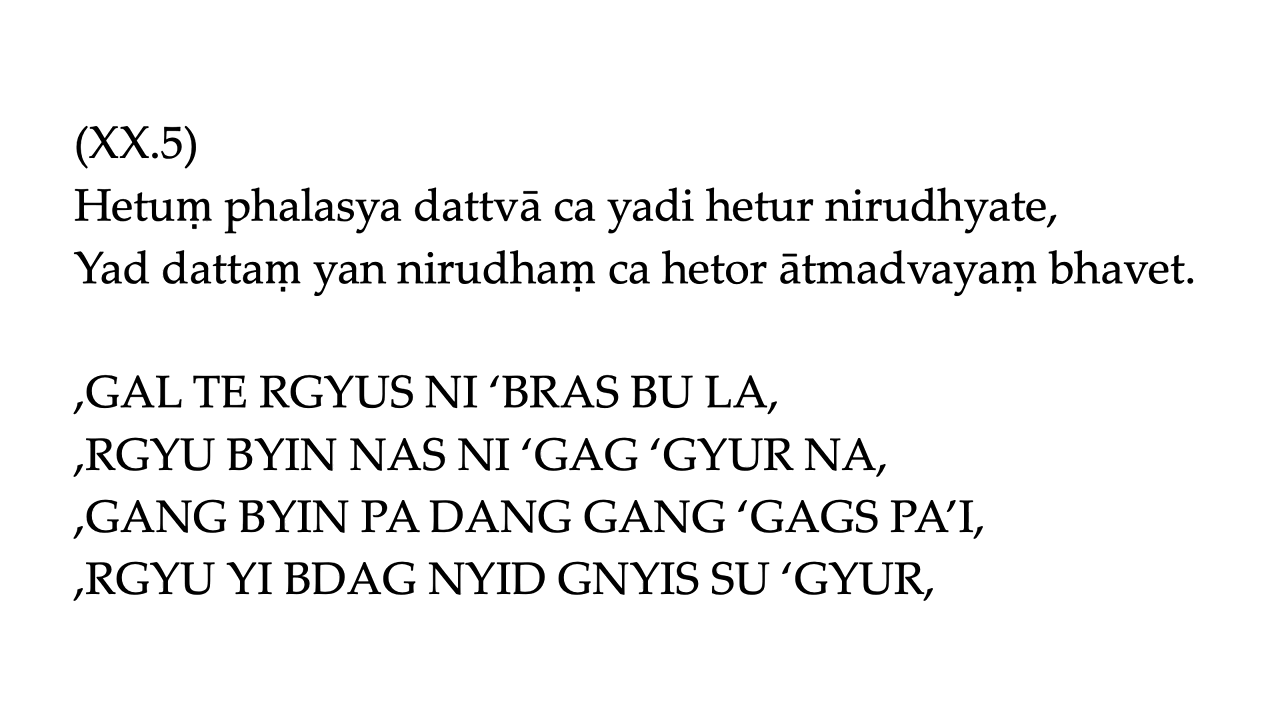 (XX.5)
Hetuṃ phalasya dattvā ca yadi hetur nirudhyate,
Yad dattaṃ yan nirudhaṃ ca hetor ātmadvayaṃ bhavet.
,GAL TE RGYUS NI ‘BRAS BU LA,
,RGYU BYIN NAS NI ‘GAG ‘GYUR NA,
,GANG BYIN PA DANG GANG ‘GAGS PA’I,
,RGYU YI BDAG NYID GNYIS SU ‘GYUR,